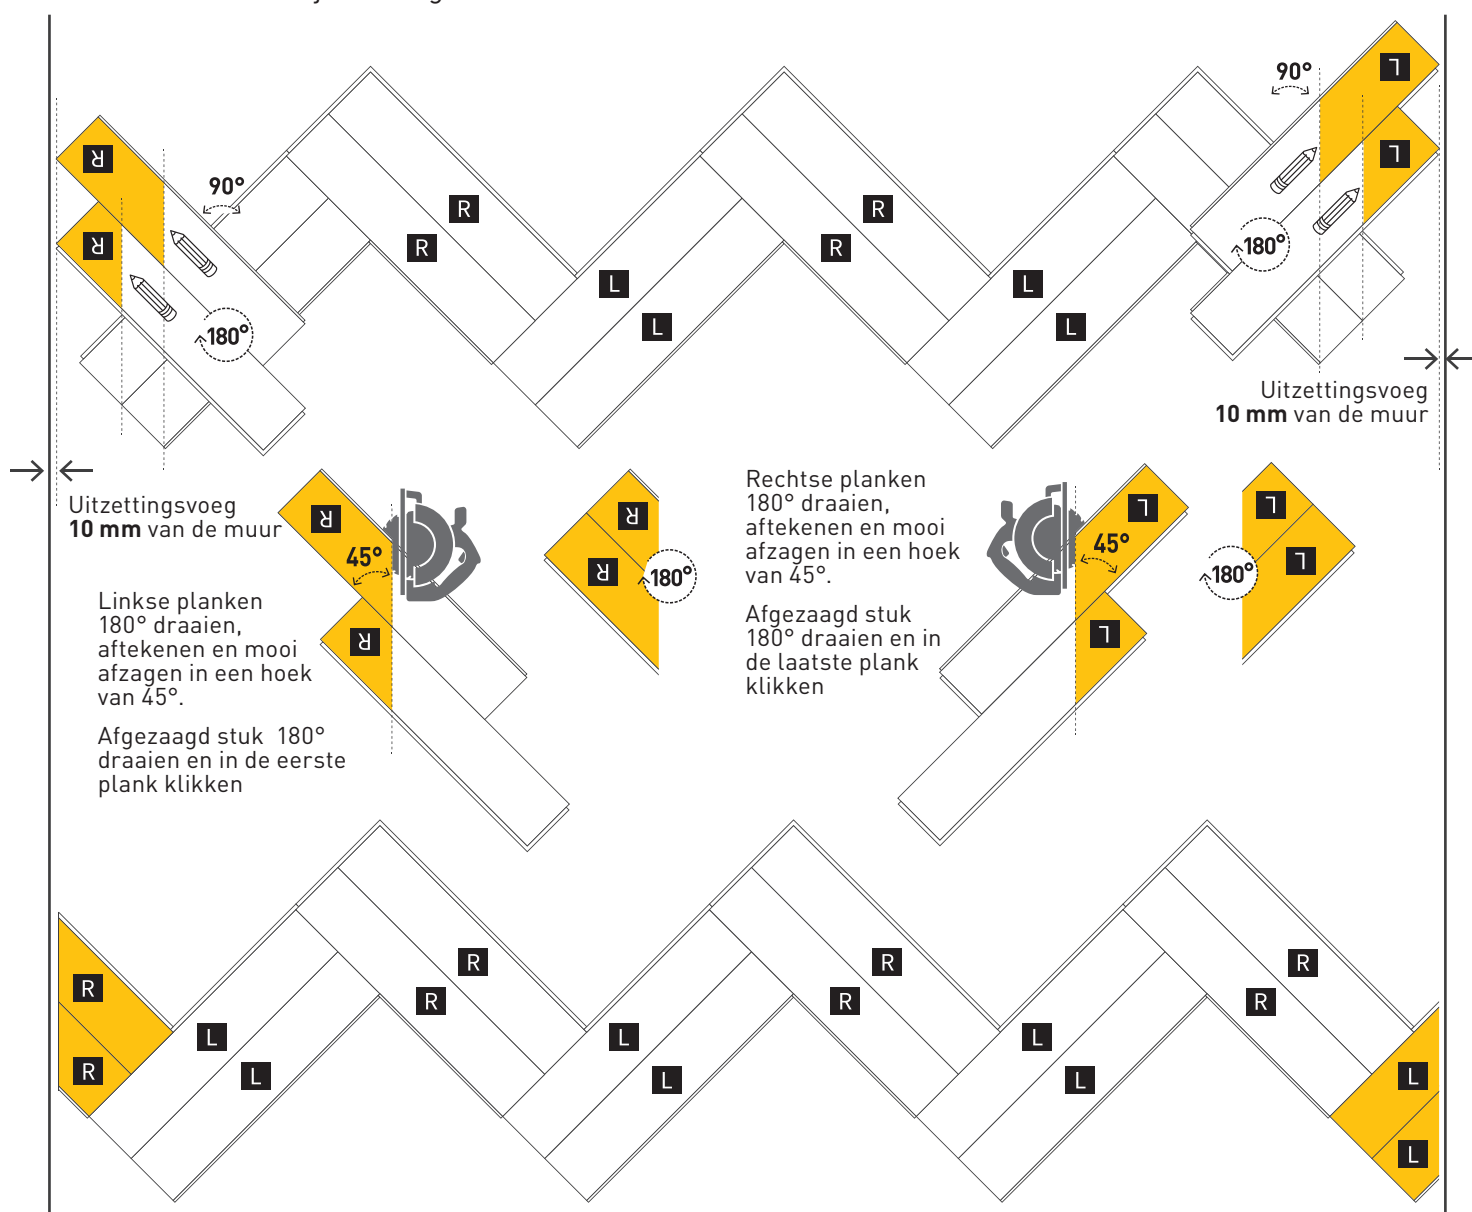 90°
L
R
90°
L
R
R
R
R
R
R
L
L
180°
L
L
L
L
180°
Uitzettingsvoeg
10 mm van de muur
Uitzettingsvoeg
10 mm van de muur
R
45°
R
Linkse planken
180° draaien,
aftekenen en mooi
afzagen in een hoek
van 45°.
Afgezaagd stuk 180°
draaien en in de eerste
plank klikken
R
R
180°
Rechtse planken
180° draaien,
aftekenen en mooi
afzagen in een hoek
van 45°.
Afgezaagd stuk
180° draaien en in
de laatste plank
klikken
L
45°
L
L
L
180°
R
R
L
L
R
R
L
L
R
R
L
L
R
R
L
L